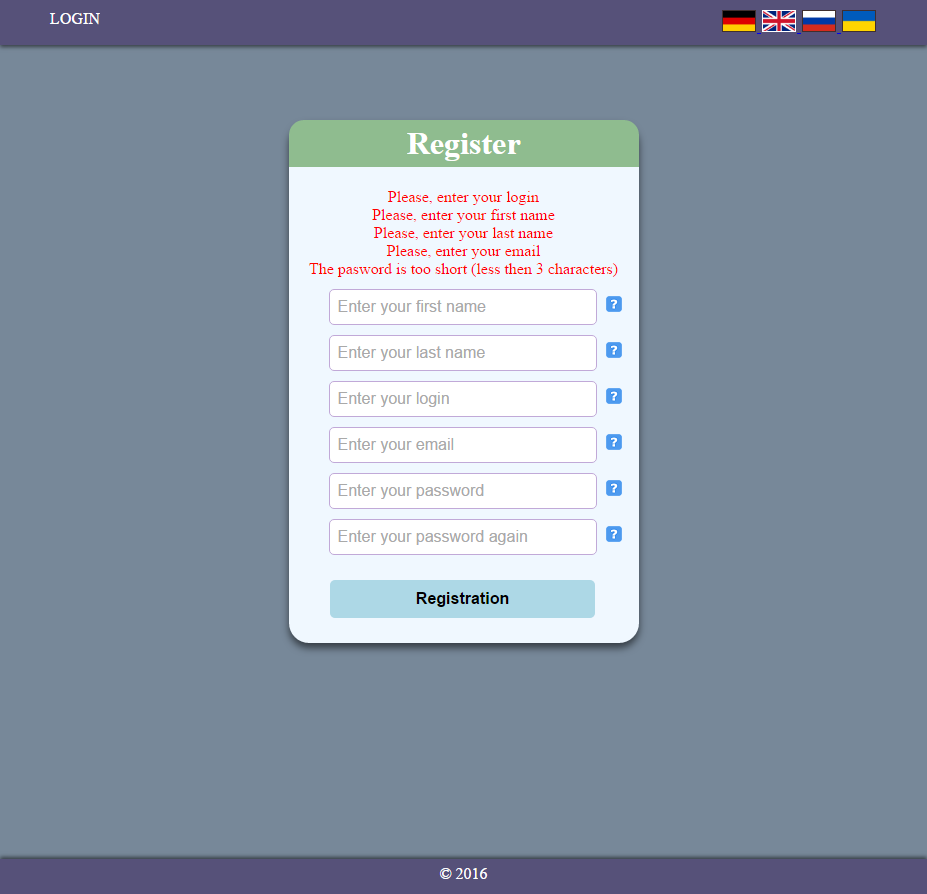 LOGIN
Register
Please, enter your login
Please, enter your first name
Please, enter your last name
Please, enter your email
The pasword is too short (less then 3 characters)
Enter your first name
?
Enter your last name
?
Enter your login
?
Enter your email
?
Enter your password
?
Enter your password again
?
Registration
© 2016